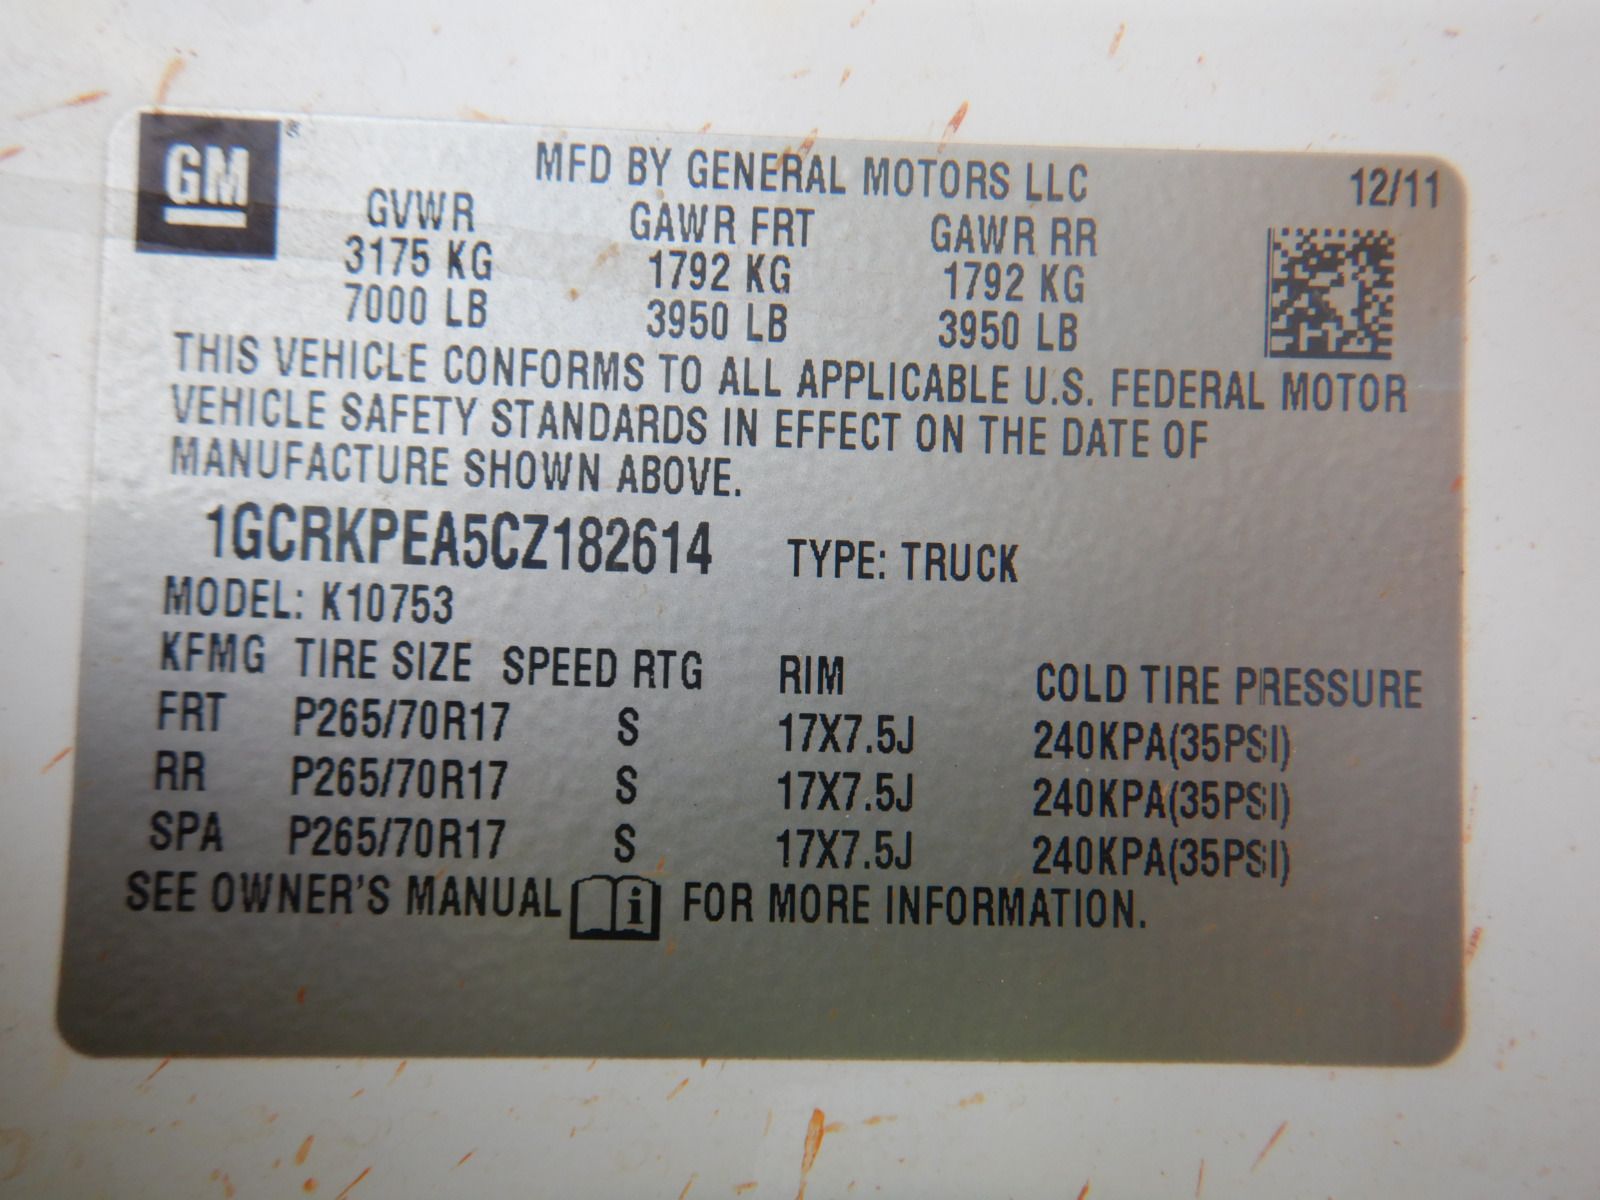 GM
MFD BY GENERAL MOTORS LLC 12/11
GVWR GAWR FRT GAWR RR
3175 KG 1792 KG 1792 KG
7000 LB 3950 LB 3950 LB
THIS VEHICLE CONFORMS TO ALL APPLICABLE U.S. FEDERAL MOTOR
VEHICLE SAFETY STANDARDS IN EFFECT ON THE DATE OF
MANUFACTURE SHOWN ABOVE.
1GCRKPEA5CZ182614 TYPE: TRUCK
MODEL: K10753
KFMG TIRE SIZE SPEED RTG RIM COLD TIRE PRESSURE
FRT P265/70R17 S 17X7.5J 240KPA(35PSI)
RR P265/70R17 S 17X7.5J 240KPA(35PSI)
SPA P265/70R17 S 17X7.5J 240KPA(35PSI)
SEE OWNER'S MANUAL i FOR MORE INFORMATION.